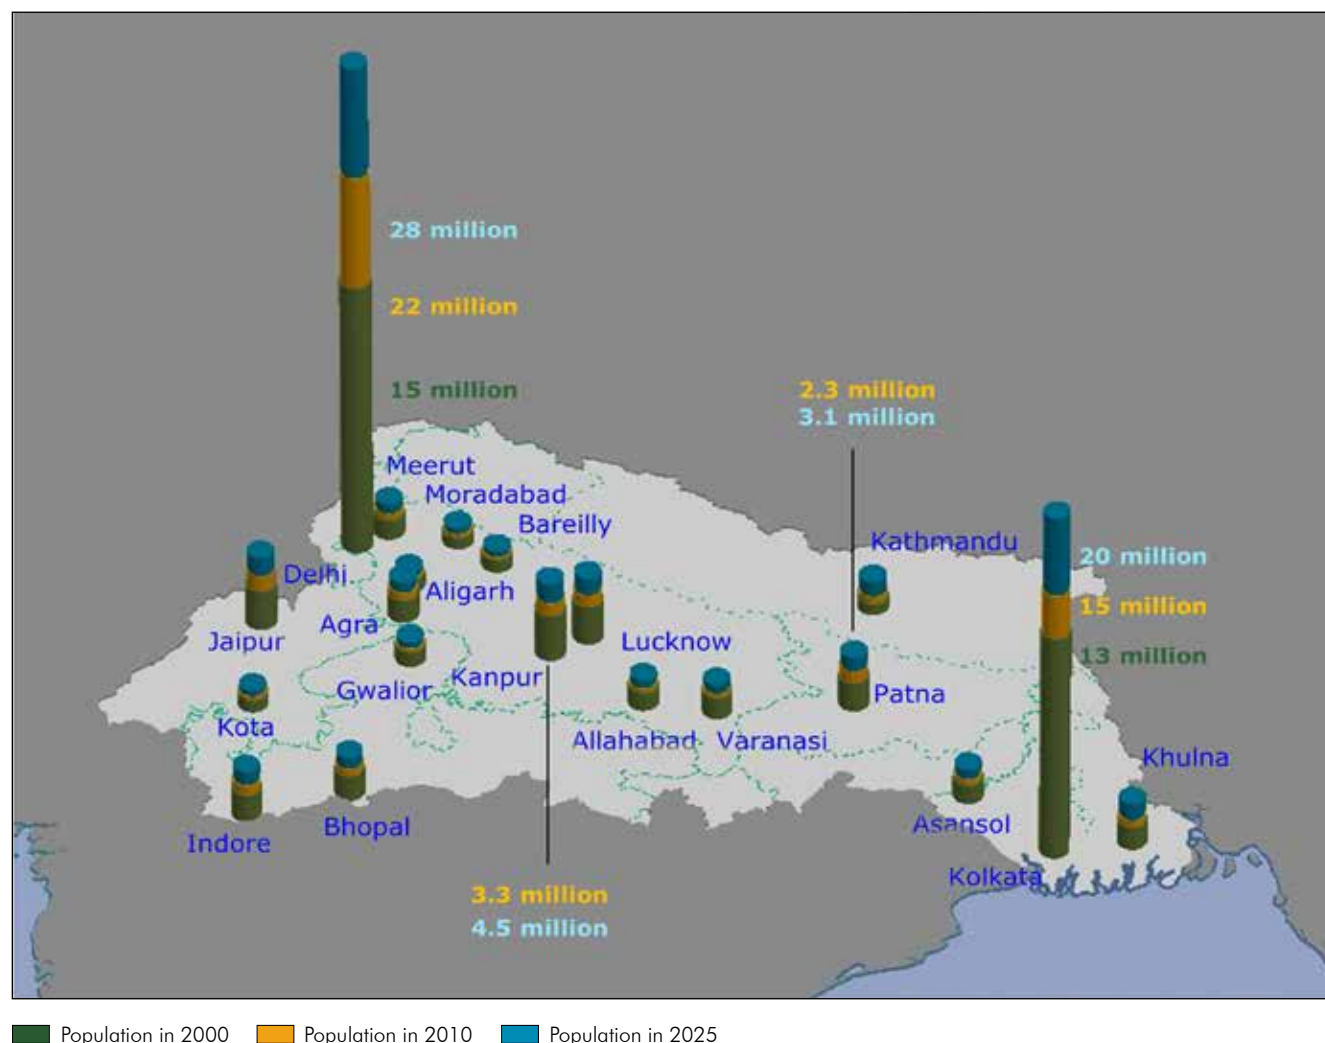 28 million
22 million
15 million
2.3 million
3.1 million
Meerut
Moradabad
Bareilly
Kathmandu
20 million
Delhi
Aligarh
15 million
Agra
Jaipur
Lucknow
13 million
Kanpur
Gwalior
Patna
Kota
Allahabad
Varanasi
Khulna
Bhopal
Asansol
Indore
Kolkata
3.3 million
4.5 million
Population in 2000 Population in 2010 Population in 2025